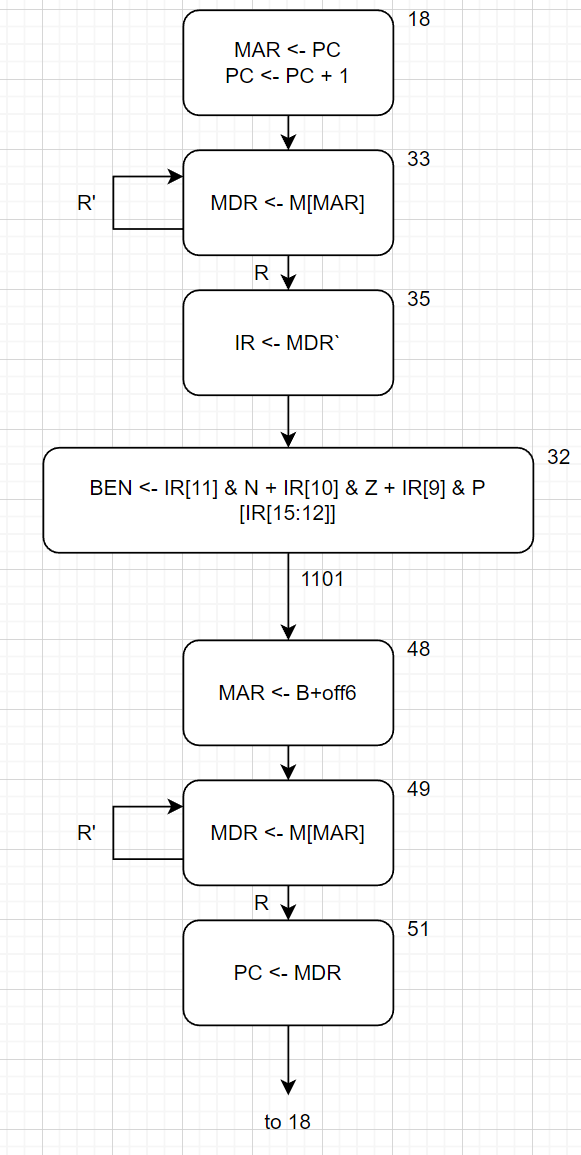 18
MAR <- PC
PC <- PC + 1
33
R'
MDR <- M[MAR]
R
35
IR <- MDR`
32
BEN <- IR[11] & N + IR[10] & Z + IR[9] & P
[IR[15:12]]
1101
48
MAR <- B+off6
49
R'
MDR <- M[MAR]
R
51
PC <- MDR
to 18